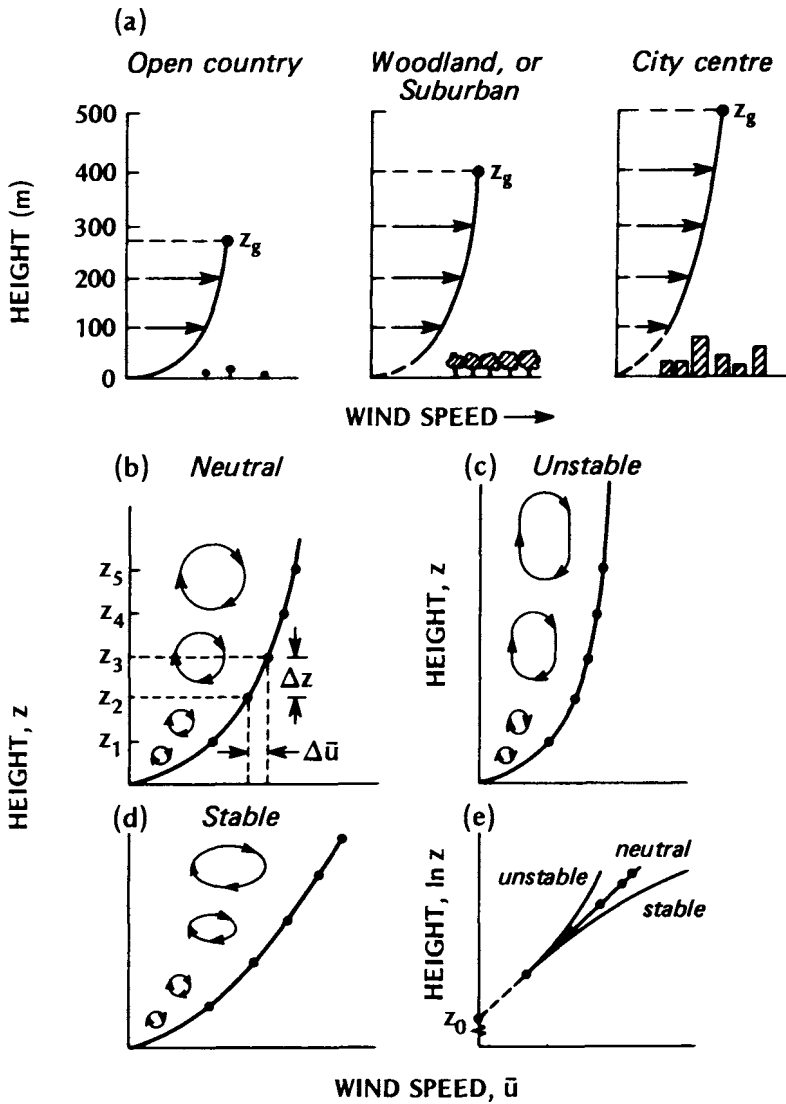 (a)
Open country
Woodland, or
Suburban
City centre
HEIGHT (m)
500
400
300
200
100
0
z_g
z_g
z_g
WIND SPEED
(b)
Neutral
(c)
Unstable
HEIGHT, z
z_5
z_4
z_3
z_2
z_1
Δz
Δū
HEIGHT, z
(d)
Stable
(e)
HEIGHT, ln z
unstable
neutral
stable
z_0
WIND SPEED, ū